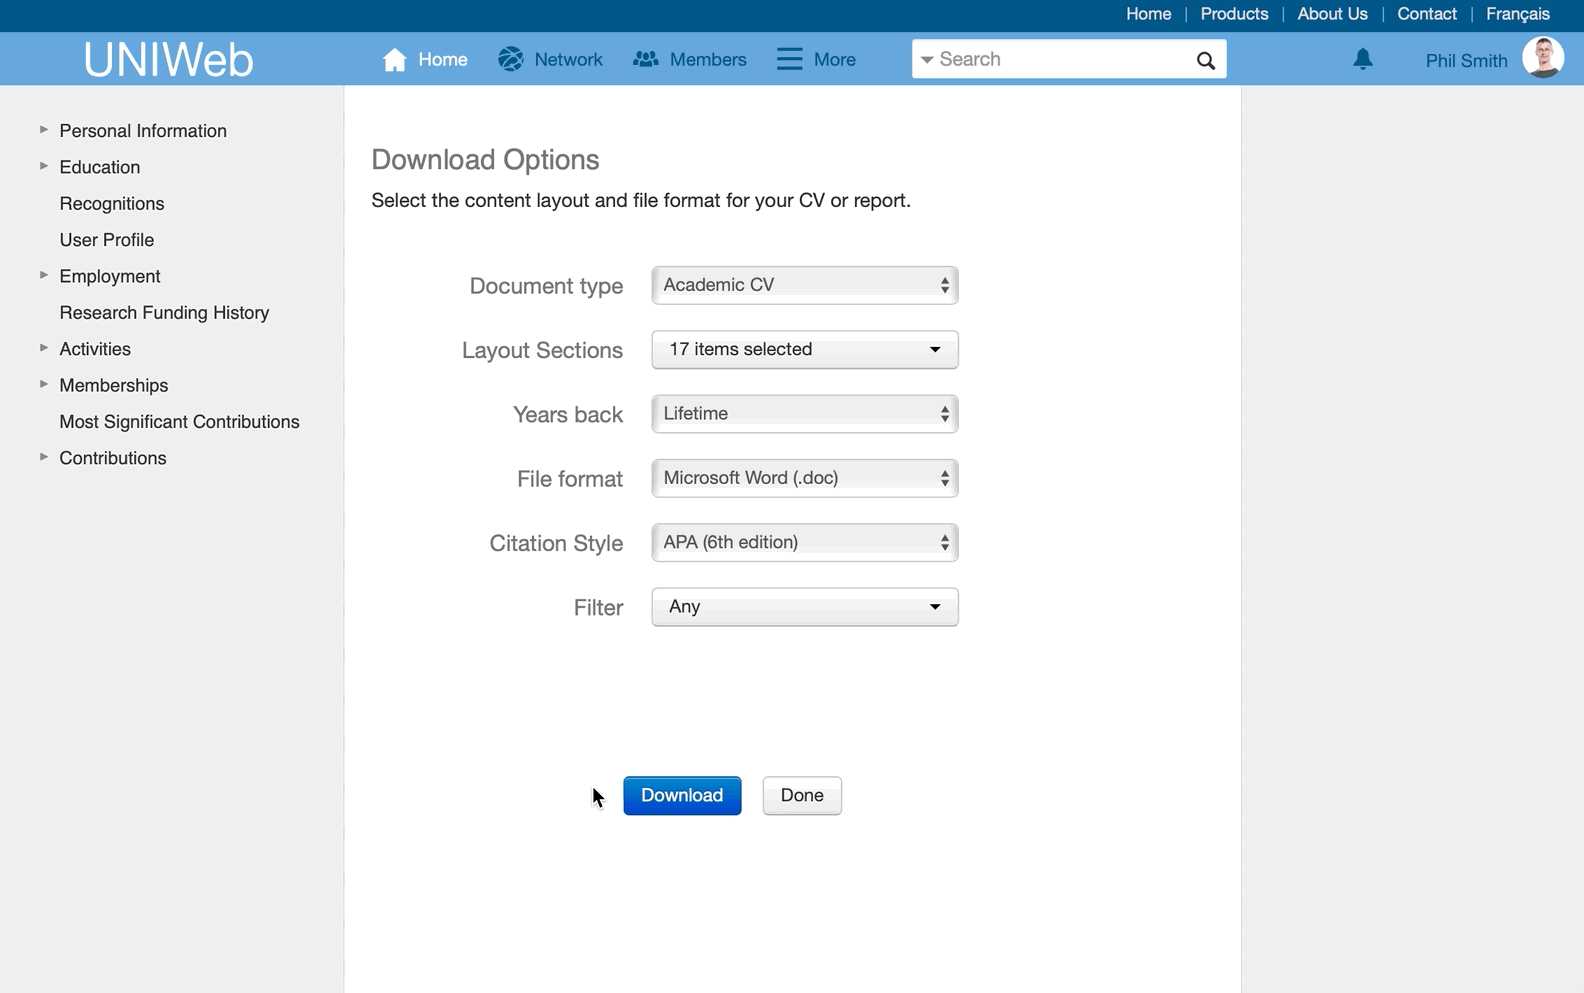 Home | Products | About Us | Contact | Français
UNIWeb Home Network Members More Search Phil Smith
Personal Information
Education
Recognitions
User Profile
Employment
Research Funding History
Activities
Memberships
Most Significant Contributions
Contributions
Download Options
Select the content layout and file format for your CV or report.
Document type Academic CV
Layout Sections 17 items selected
Years back Lifetime
File format Microsoft Word (.doc)
Citation Style APA (6th edition)
Filter Any
Download Done